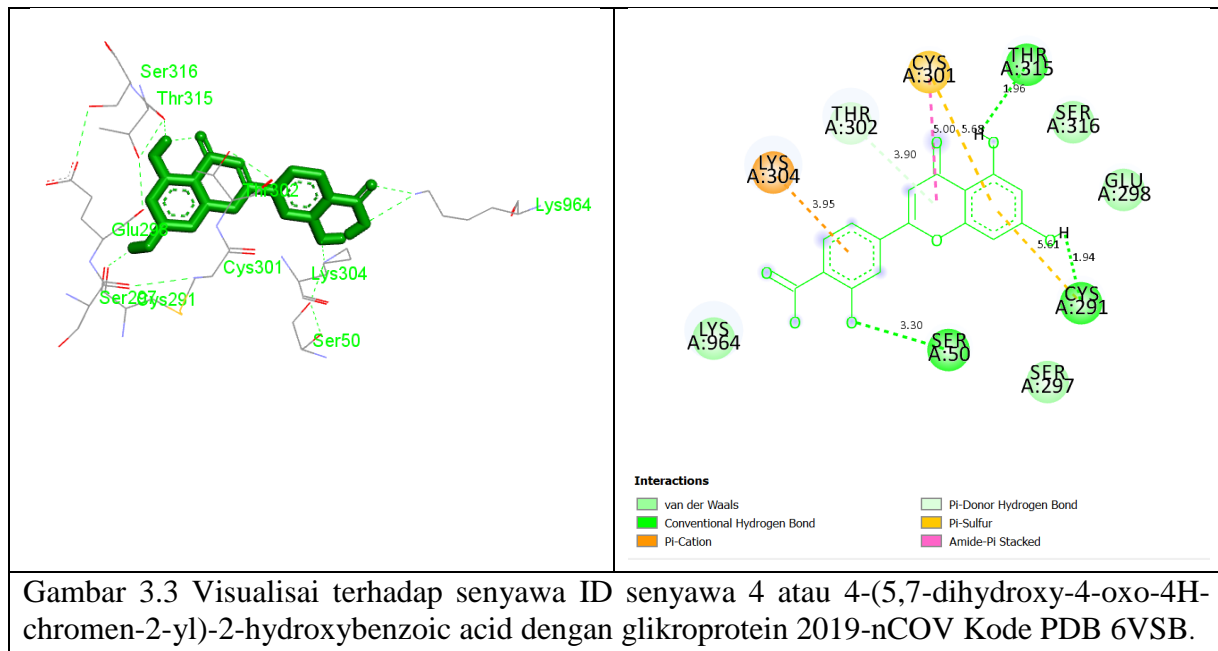 Ser316
Thr315
Thr302
Lys964
Glu298
Cys301
Lys304
Ser297
Cys291
Ser50
CYS
A:301
THR
A:315
1.96
THR
A:302
5.00
5.68
H
SER
A:316
O
O
3.90
LYS
A:304
GLU
A:298
3.95
O
O
H
5.61
1.94
O
CYS
A:291
LYS
A:964
O
O
3.30
SER
A:50
SER
A:297
Interactions
van der Waals
Conventional Hydrogen Bond
Pi-Cation
Pi-Donor Hydrogen Bond
Pi-Sulfur
Amide-Pi Stacked
Gambar 3.3 Visualisai terhadap senyawa ID senyawa 4 atau 4-(5,7-dihydroxy-4-oxo-4H-
chromen-2-yl)-2-hydroxybenzoic acid dengan glikroprotein 2019-nCOV Kode PDB 6VSB.